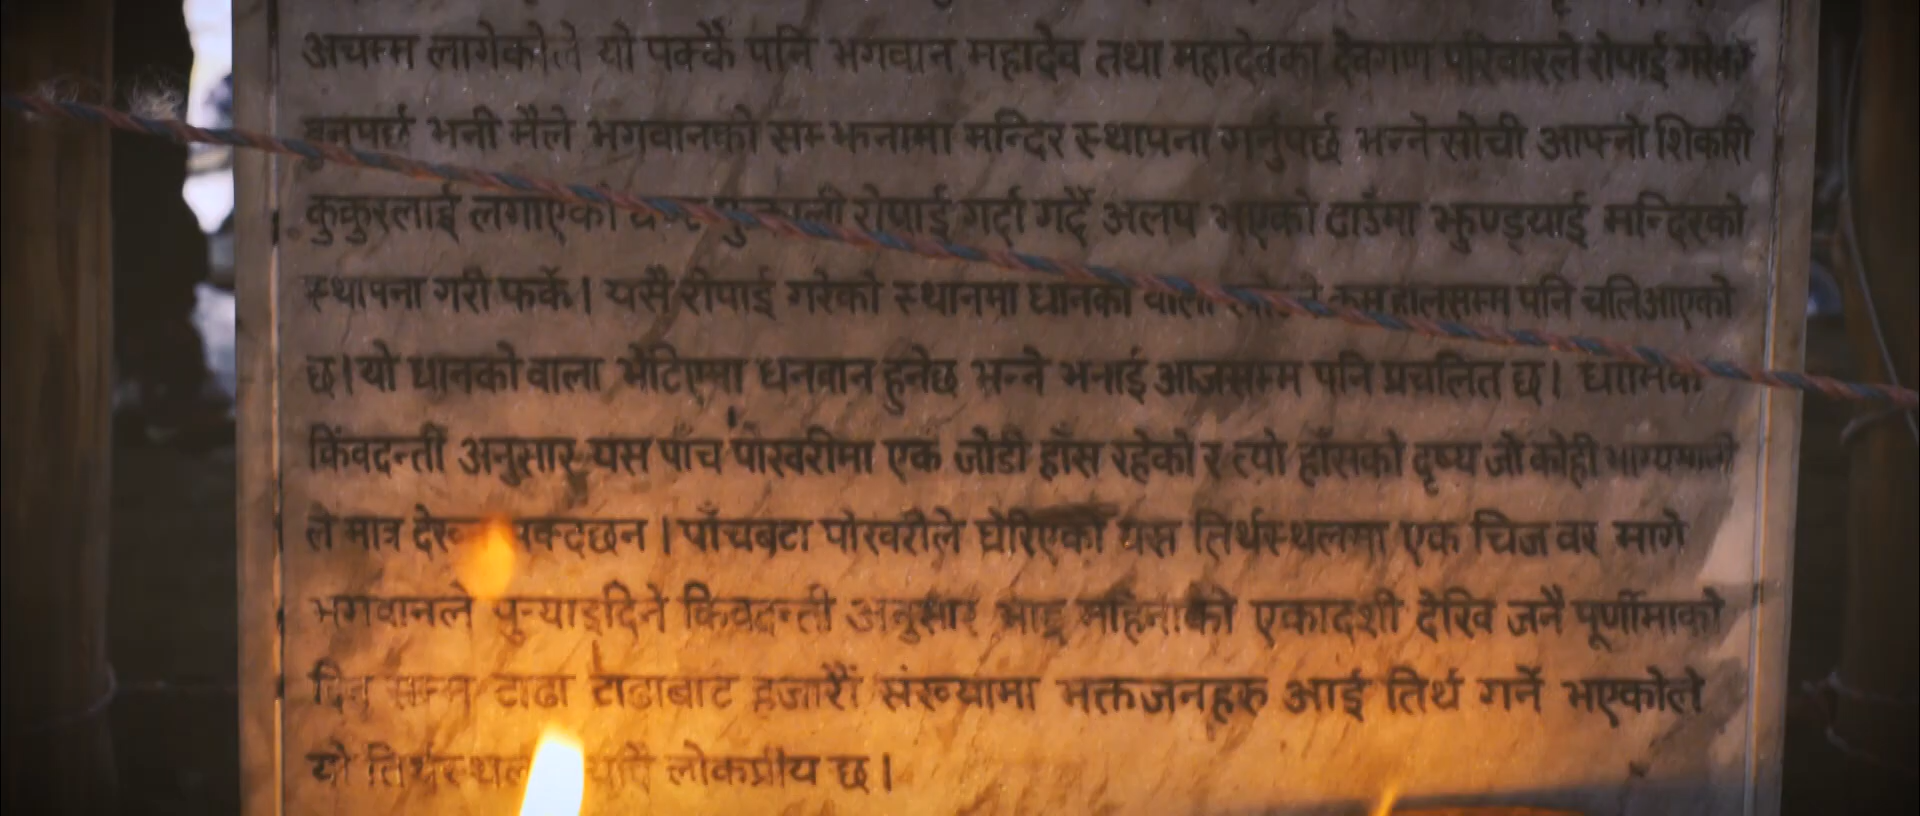 अचम्म लागेकोले यो पक्कै पनि भगवान महादेव तथा महादेवका देवगण परिवारले रोपाई गरेको
हुनुपर्छ भनी मैले भगवानको सम्झनामा मन्दिर स्थापना गर्नुपर्छ भन्ने सोची आफ्नो शिकारी
कुकुरलाई लगाएको रोपाई गर्दा गर्दै अलप भएको ठाउँमा झुण्ड्याई मन्दिरको
स्थापना गरी फर्के। यसै रोपाई गरेको स्थानमा धानको वाला हालसम्म पनि चलिआएको
छ। यो धानको वाला भेटिएमा धनवान हुनेछ भन्ने भनाई आजसम्म पनि प्रचलित छ। धार्मिक
किंवदन्ती अनुसार यस पाँच पोखरीमा एक जोडी हाँस रहेको र त्यो हाँसको दृष्य जो कोही भाग्यमानी
ले मात्र देख्न सक्दछन। पाँचवटा पोखरीले घेरिएको यस तिर्थस्थलमा एक चिज वर मागे
भगवानले पुऱ्याइदिने किंवदन्ती अनुसार भाद्र महिनाको एकादशी देखि जनै पूर्णीमाको
दिन सम्म टाढा टाढाबाट हजारौं संख्यामा भक्तजनहरु आई तिर्थ गर्ने भएकोले
यो तिर्थस्थल लोकप्रीय छ।